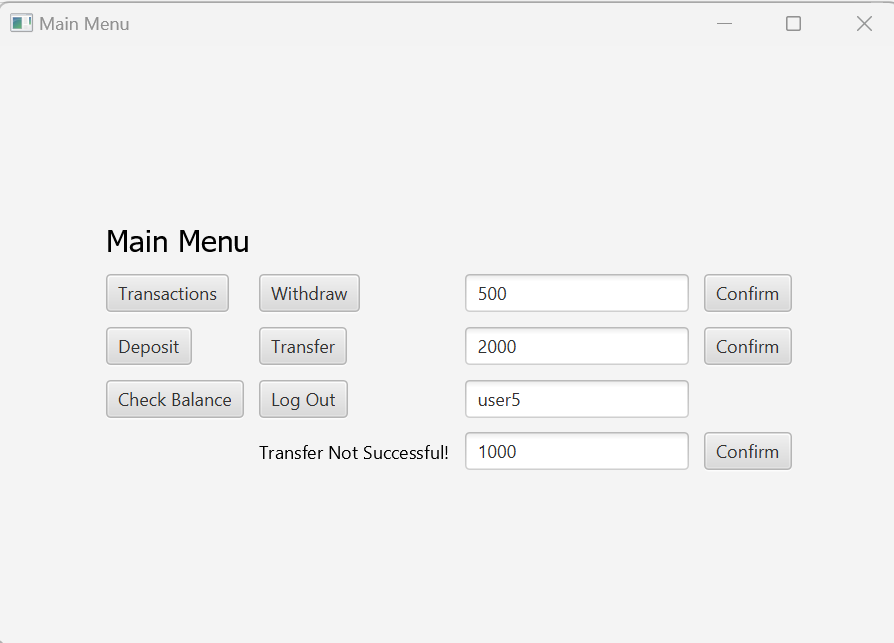 Main Menu
Main Menu
Transactions Withdraw 500 Confirm
Deposit Transfer 2000 Confirm
Check Balance Log Out user5
Transfer Not Successful! 1000 Confirm